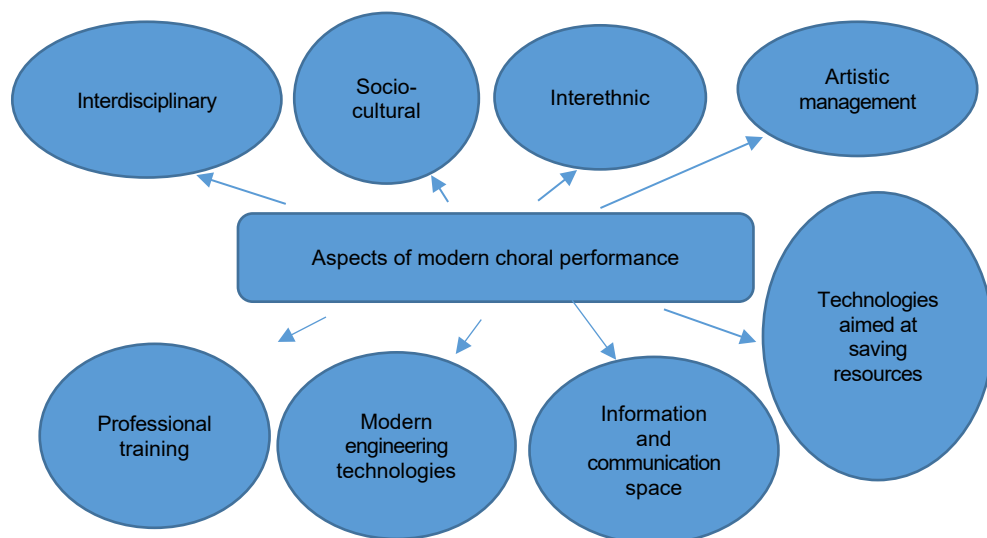 Interdisciplinary
Socio-
cultural
Interethnic
Artistic
management
Aspects of modern choral performance
Technologies
aimed at
saving
resources
Professional
training
Modern
engineering
technologies
Information
and
communication
space